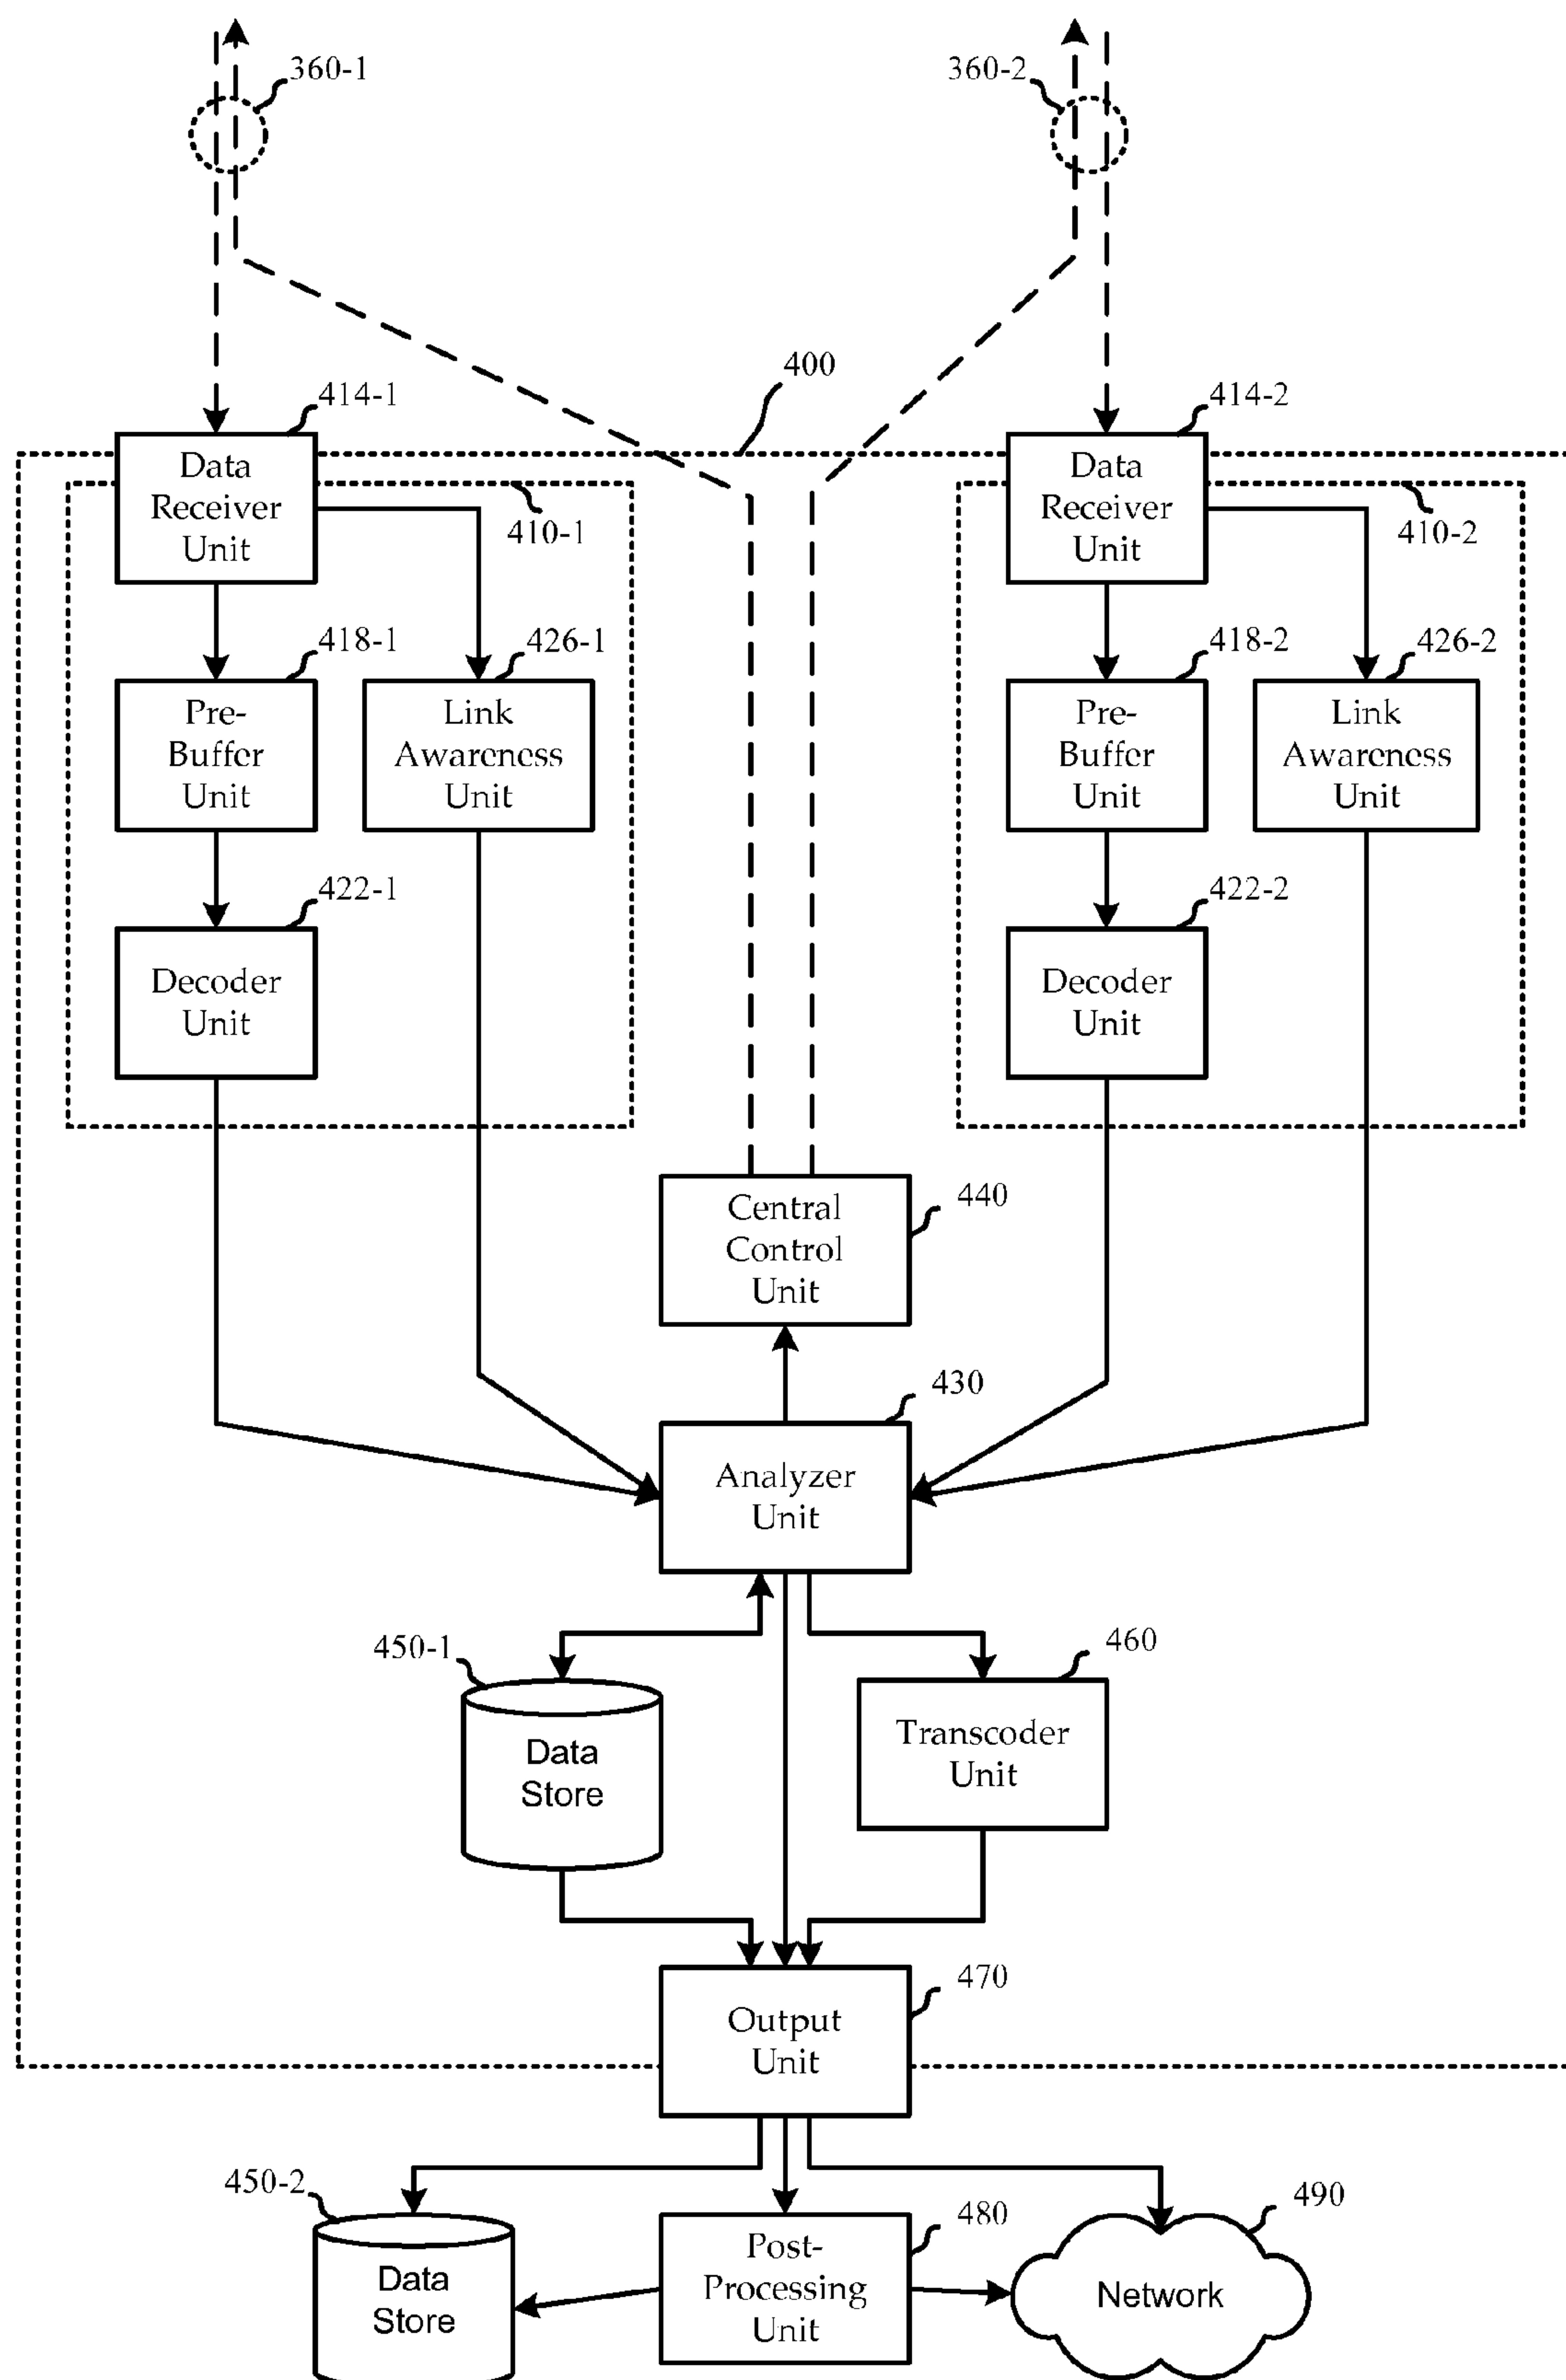 360-1
360-2
400
414-1
414-2
Data
Receiver
Unit
Data
Receiver
Unit
410-1
410-2
418-1
426-1
418-2
426-2
Pre-
Buffer
Unit
Link
Awareness
Unit
Pre-
Buffer
Unit
Link
Awareness
Unit
422-1
422-2
Decoder
Unit
Decoder
Unit
440
Central
Control
Unit
430
Analyzer
Unit
450-1
460
Data
Store
Transcoder
Unit
470
Output
Unit
450-2
480
490
Data
Store
Post-
Processing
Unit
Network